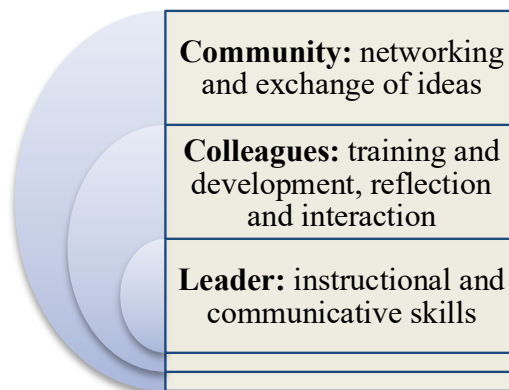 Community: networking
and exchange of ideas
Colleagues: training and
development, reflection
and interaction
Leader: instructional and
communicative skills